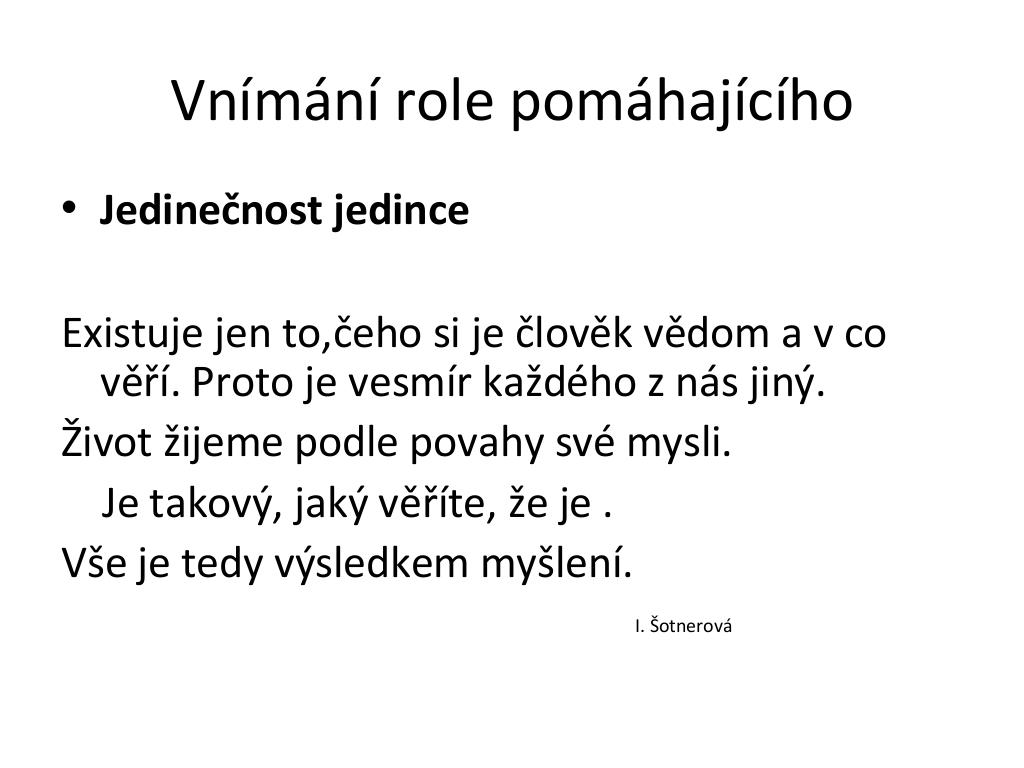 Vnímání role pomáhajícího
• Jedinečnost jedince
Existuje jen to,čeho si je člověk vědom a v co
věří. Proto je vesmír každého z nás jiný.
Život žijeme podle povahy své mysli.
Je takový, jaký věříte, že je .
Vše je tedy výsledkem myšlení.
I. Šotnerová